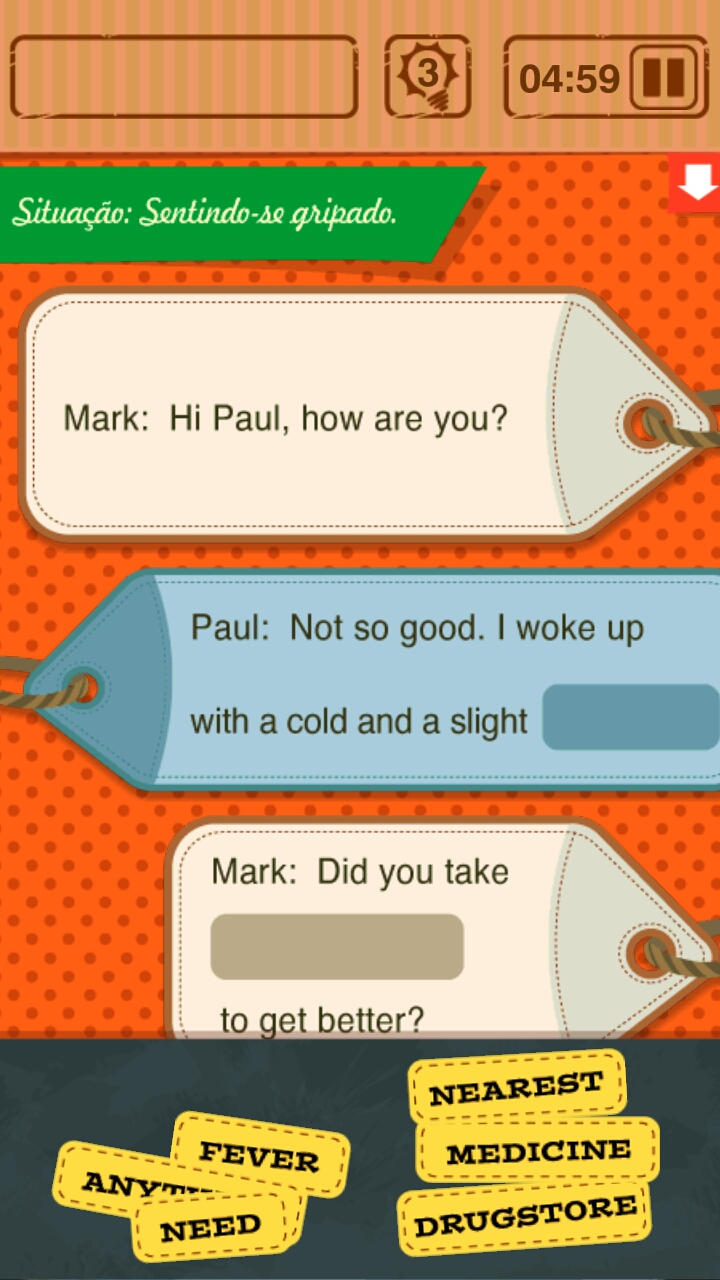 3
04:59
Situação: Sentindo-se gripado.
Mark: Hi Paul, how are you?
Paul: Not so good. I woke up
with a cold and a slight
Mark: Did you take
to get better?
NEAREST
FEVER
MEDICINE
NEED
DRUGSTORE